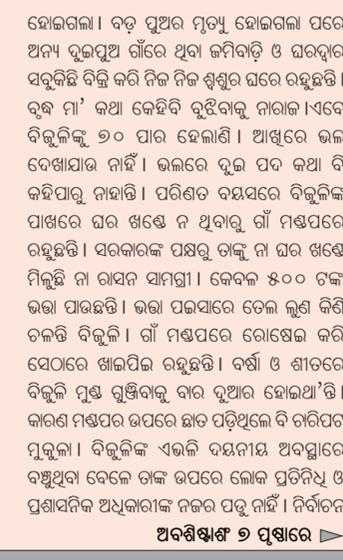 ହୋଇଗଲା। ବଡ଼ ପୁଅର ମୃତ୍ୟୁ ହୋଇଗଲା ପରେ
ଅନ୍ୟ ଦୁଇପୁଅ ଗାଁରେ ଥିବା ଜମିବାଡ଼ି ଓ ଘରଦ୍ୱାର
ସବୁକିଛି ବିକ୍ରି କରି ନିଜ ନିଜ ଶ୍ୱଶୁର ଘରେ ରହୁଛନ୍ତି।
ବୃଦ୍ଧ ମା’ କଥା କେହିବି ବୁଝିବାକୁ ନାରାଜ।ଏବେ
ବିଜୁଳିଙ୍କୁ ୭୦ ପାର ହେଲାଣି। ଆଖିରେ ଭଲ
ଦେଖାଯାଉ ନାହିଁ। ଭଲରେ ଦୁଇ ପଦ କଥା ବି
କହିପାରୁ ନାହାନ୍ତି। ପରିଣତ ବୟସରେ ବିଜୁଳିଙ୍କ
ପାଖରେ ଘର ଖଣ୍ଡେ ନ ଥିବାରୁ ଗାଁ ମଣ୍ଡପରେ
ରହୁଛନ୍ତି। ସରକାରଙ୍କ ପକ୍ଷରୁ ତାଙ୍କୁ ନା ଘର ଖଣ୍ଡେ
ମିଳୁଛି ନା ରାସନ ସାମଗ୍ରୀ। କେବଳ ୫୦୦ ଟଙ୍କା
ଭତ୍ତା ପାଉଛନ୍ତି। ଭତ୍ତା ପଇସାରେ ତେଲ ଲୁଣ କିଣି
ଚଳନ୍ତି ବିଜୁଳି। ଗାଁ ମଣ୍ଡପରେ ରୋଷେଇ କରି
ସେଠାରେ ଖାଇପିଇ ରହୁଛନ୍ତି। ବର୍ଷା ଓ ଶୀତରେ
ବିଜୁଳି ମୁଣ୍ଡ ଗୁଞ୍ଜିବାକୁ ବାର ଦୁଆର ହୋଇଥା’ନ୍ତି।
କାରଣ ମଣ୍ଡପର ଉପରେ ଛାତ ପଡ଼ିଥିଲେ ବି ଚାରିପଟ
ମୁକୁଳା। ବିଜୁଳିଙ୍କ ଏଭଳି ଦୟନୀୟ ଅବସ୍ଥାରେ
ବଞ୍ଚୁଥିବା ବେଳେ ତାଙ୍କ ଉପରେ ଲୋକ ପ୍ରତିନିଧି ଓ
ପ୍ରଶାସନିକ ଅଧିକାରୀଙ୍କ ନଜର ପଡୁ ନାହିଁ। ନିର୍ବାଚନ
ଅବଶିଷ୍ଟାଂଶ ୭ ପୃଷ୍ଠାରେ